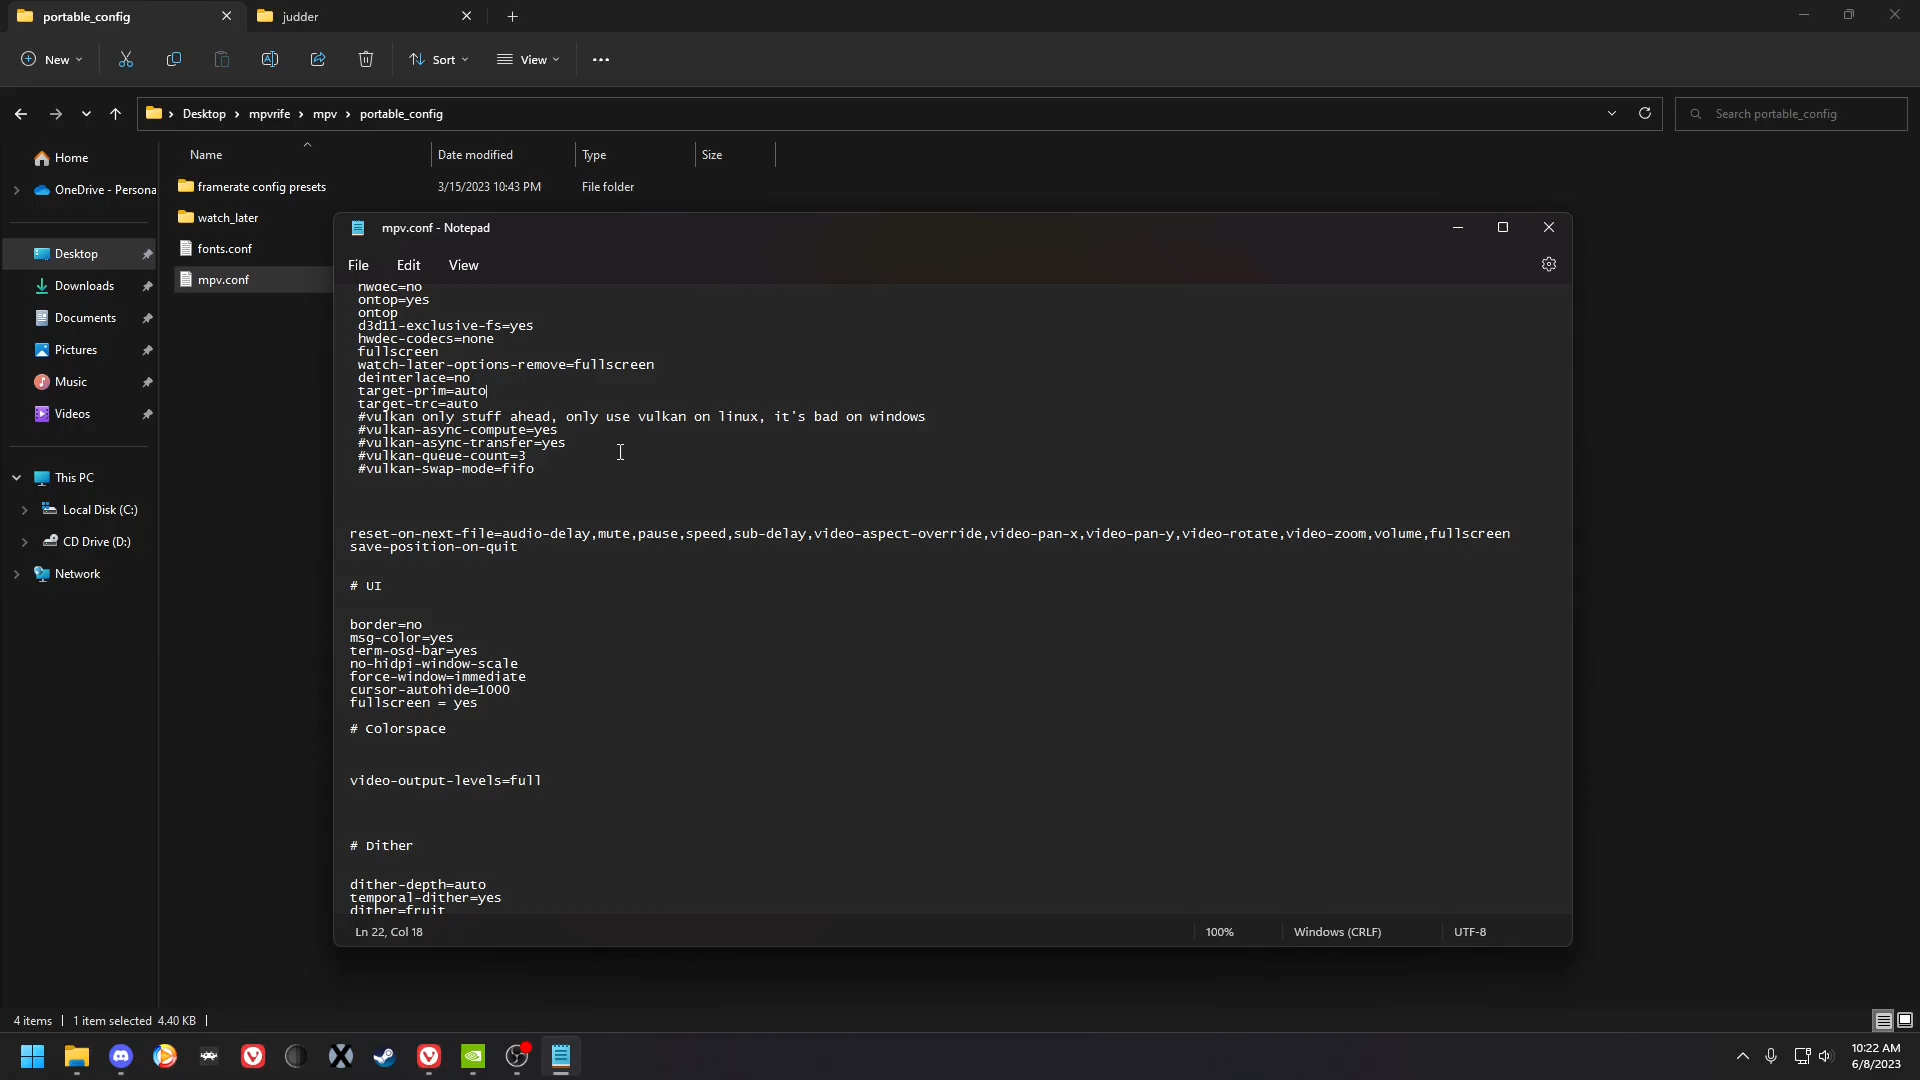 portable_config
judder
New
Sort
View
Desktop > mpvrife > mpv > portable_config
Search portable_config
Name
Date modified
Type
Size
Home
OneDrive - Persona
Desktop
Downloads
Documents
Pictures
Music
Videos
This PC
Local Disk (C:)
CD Drive (D:)
Network
framerate config presets 3/15/2023 10:43 PM File folder
watch_later
fonts.conf
mpv.conf
mpv.conf - Notepad
File Edit View
hwdec=no
ontop=yes
ontop
d3d11-exclusive-fs=yes
hwdec-codecs=none
fullscreen
watch-later-options-remove=fullscreen
deinterlace=no
target-prim=auto
target-trc=auto
#vulkan only stuff ahead, only use vulkan on linux, it's bad on windows
#vulkan-async-compute=yes
#vulkan-async-transfer=yes
#vulkan-queue-count=3
#vulkan-swap-mode=fifo
reset-on-next-file=audio-delay,mute,pause,speed,sub-delay,video-aspect-override,video-pan-x,video-pan-y,video-rotate,video-zoom,volume,fullscreen
save-position-on-quit
# UI
border=no
msg-color=yes
term-osd-bar=yes
no-hidpi-window-scale
force-window=immediate
cursor-autohide=1000
fullscreen = yes
# Colorspace
video-output-levels=full
# Dither
dither-depth=auto
temporal-dither=yes
dither=fruit
Ln 22, Col 18
100%
Windows (CRLF)
UTF-8
4 items
1 item selected 4.40 KB
10:22 AM
6/8/2023